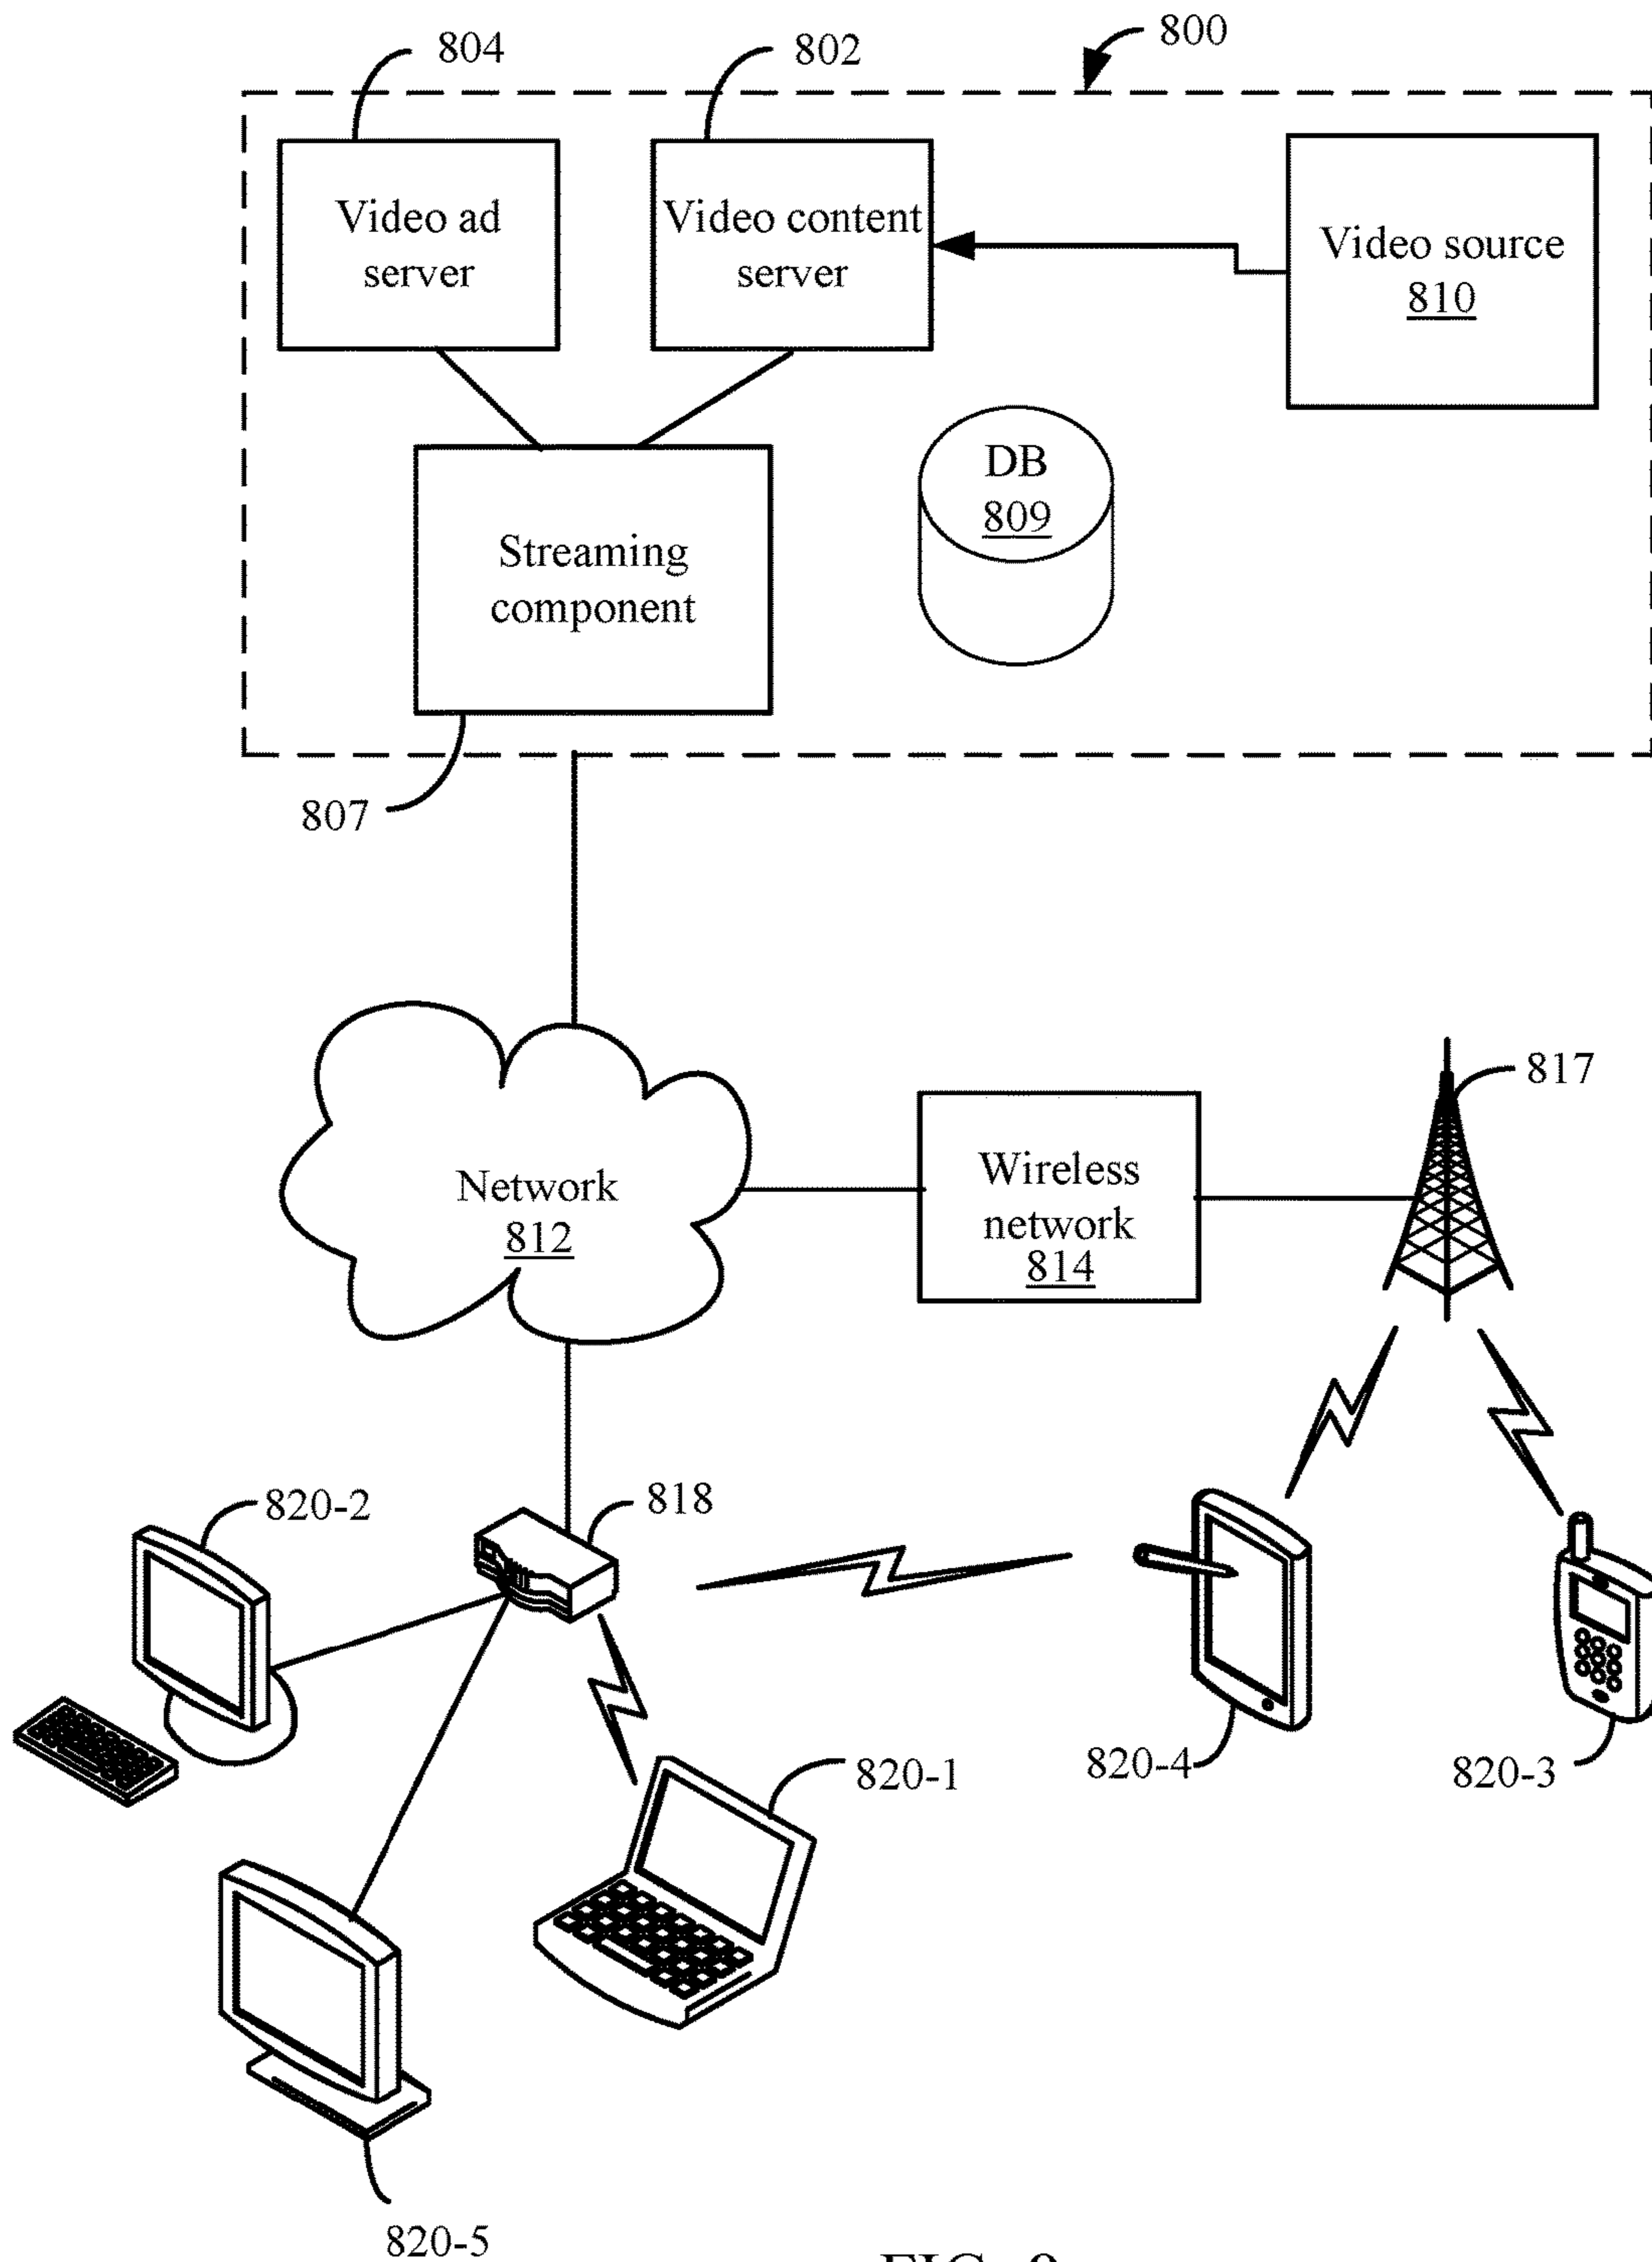 804
802
800
Video ad
server
Video content
server
Video source
810
DB
809
Streaming
component
807
817
Network
812
Wireless
network
814
820-2
818
820-1
820-4
820-3
820-5
FIG.